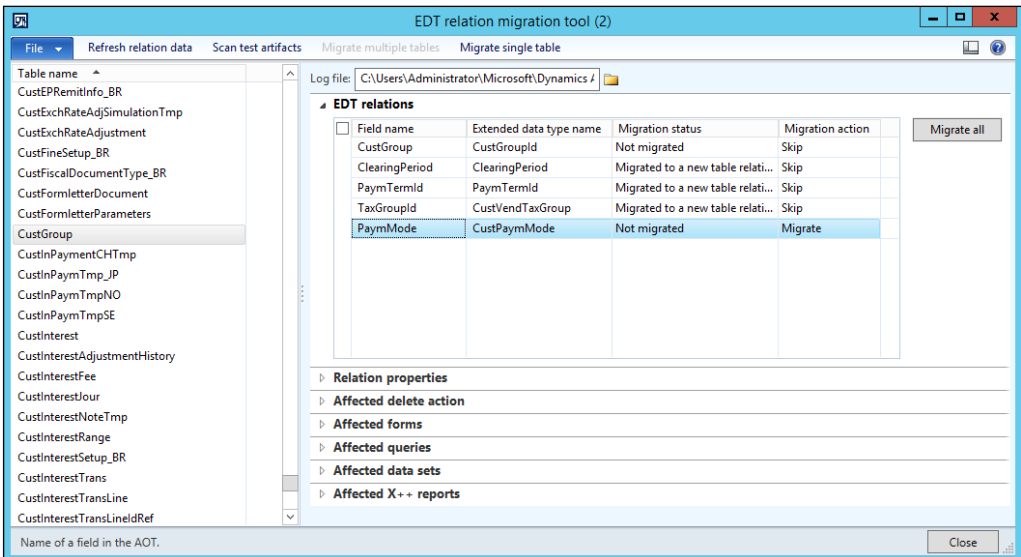 EDT relation migration tool (2)
File Refresh relation data Scan test artifacts Migrate multiple tables Migrate single table
Table name
CustEPRemitInfo_BR
CustExchRateAdjSimulationTmp
CustExchRateAdjustment
CustFineSetup_BR
CustFiscalDocumentType_BR
CustFormletterDocument
CustFormletterParameters
CustGroup
CustInPaymentCHTmp
CustInPaymTmp_JP
CustInPaymTmpNO
CustInPaymTmpSE
CustInterest
CustInterestAdjustmentHistory
CustInterestFee
CustInterestJour
CustInterestNoteTmp
CustInterestRange
CustInterestSetup_BR
CustInterestTrans
CustInterestTransLine
CustInterestTransLineIdRef
Log file: C:\Users\Administrator\Microsoft\Dynamics A
EDT relations
Field name Extended data type name Migration status Migration action
CustGroup CustGroupId Not migrated Skip
ClearingPeriod ClearingPeriod Migrated to a new table relati... Skip
PaymTermId PaymTermId Migrated to a new table relati... Skip
TaxGroupId CustVendTaxGroup Migrated to a new table relati... Skip
PaymMode CustPaymMode Not migrated Migrate
Migrate all
Relation properties
Affected delete action
Affected forms
Affected queries
Affected data sets
Affected X++ reports
Name of a field in the AOT.
Close